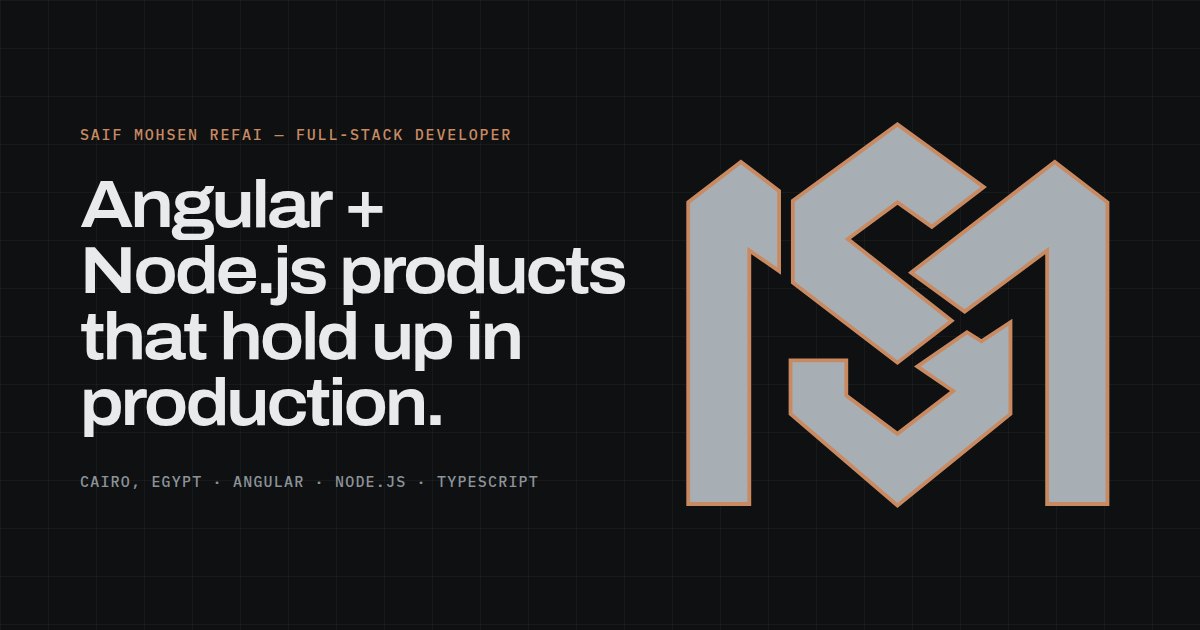 SAIF MOHSEN REFAI — FULL-STACK DEVELOPER
Angular +
Node.js products
that hold up in
production.
CAIRO, EGYPT · ANGULAR · NODE.JS · TYPESCRIPT